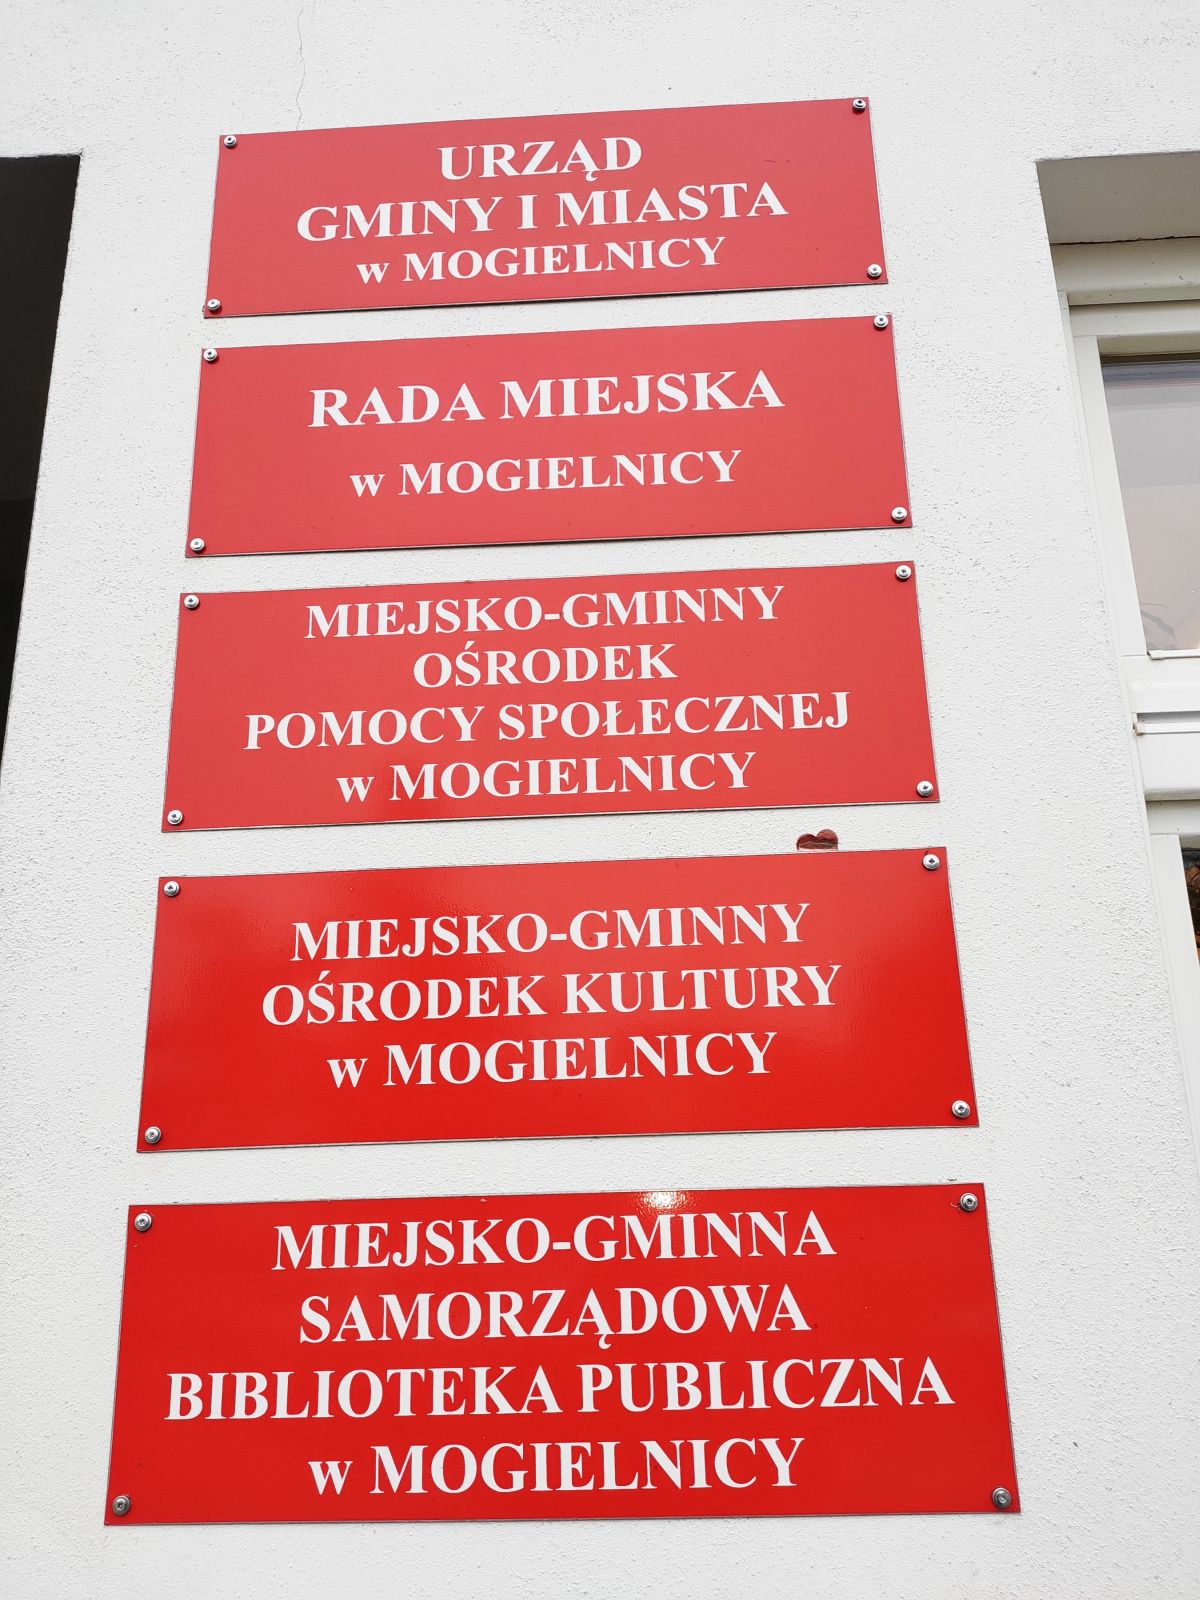 URZĄD
GMINY I MIASTA
w MOGIELNICY
RADA MIEJSKA
w MOGIELNICY
MIEJSKO-GMINNY
OŚRODEK
POMOCY SPOŁECZNEJ
w MOGIELNICY
MIEJSKO-GMINNY
OŚRODEK KULTURY
w MOGIELNICY
MIEJSKO-GMINNA
SAMORZĄDOWA
BIBLIOTEKA PUBLICZNA
w MOGIELNICY